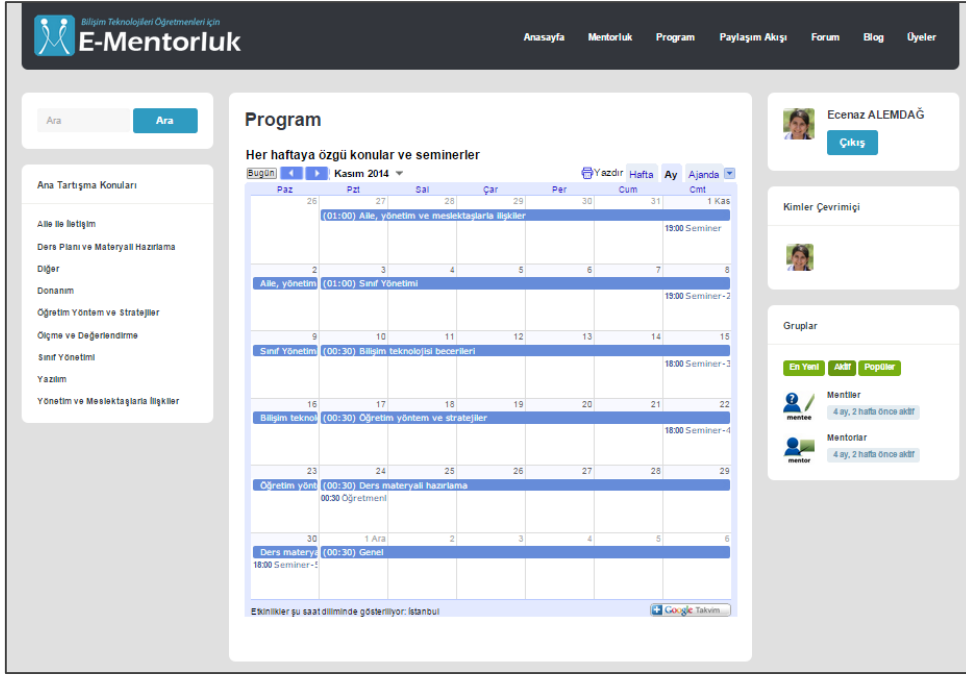 Bilişim Teknolojileri Öğretmenleri için
E-Mentorluk
Anasayfa Mentorluk Program Paylaşım Akışı Forum Blog Üyeler
Ara Ara
Ana Tartışma Konuları
Aile ile İletişim
Ders Planı ve Materyali Hazırlama
Diğer
Donanım
Öğretim Yöntem ve Stratejiler
Ölçme ve Değerlendirme
Sınıf Yönetimi
Yazılım
Yönetim ve Meslektaşlarla İlişkiler
Program
Her haftaya özgü konular ve seminerler
Bugün Kasım 2014 Yazdır Hafta Ay Ajanda
Paz Pzt Sal Çar Per Cum Cmt
26 27 28 29 30 31 1 Kas
(01:00) Aile, yönetim ve meslektaşlarla ilişkiler
19:00 Seminer
2 3 4 5 6 7 8
Aile, yönetim (01:00) Sınıf Yönetimi
19:00 Seminer-2
9 10 11 12 13 14 15
Sınıf Yönetim (00:30) Bilişim teknolojisi becerileri
18:00 Seminer-3
16 17 18 19 20 21 22
Bilişim teknol (00:30) Öğretim yöntem ve stratejiler
18:00 Seminer-4
23 24 25 26 27 28 29
Öğretim yönt (00:30) Ders materyali hazırlama
00:30 Öğretmenl
30 1 Ara 2 3 4 5 6
Ders materya (00:30) Genel
18:00 Seminer-5
Etkinlikler şu saat diliminde gösteriliyor: İstanbul
Google Takvim
Ecenaz ALEMDAĞ
Çıkış
Kimler Çevrimiçi
Gruplar
En Yeni Aktif Popüler
mentee
Mentiler
4 ay, 2 hafta önce aktif
mentor
Mentorlar
4 ay, 2 hafta önce aktif